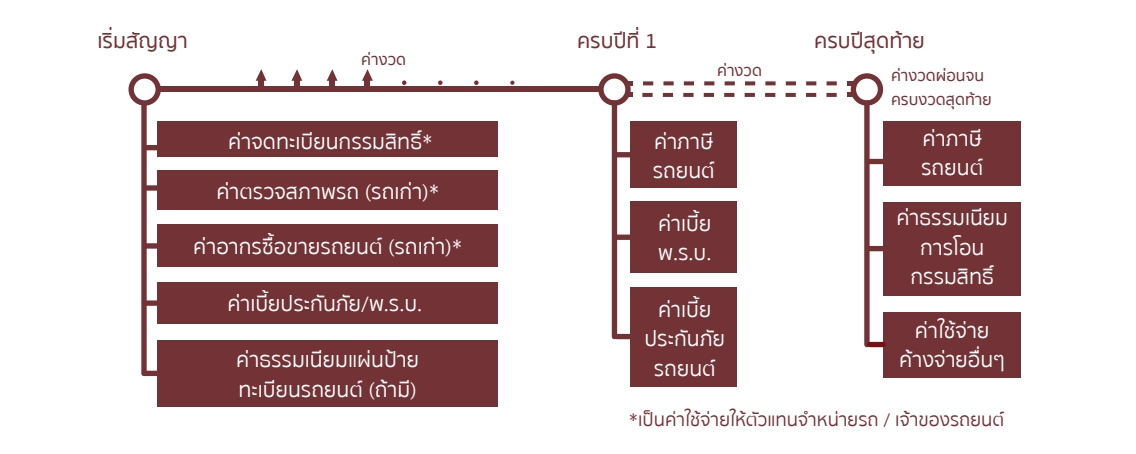 เริ่มสัญญา
ค่างวด
ครบปีที่ 1
ค่างวด
ครบปีสุดท้าย
ค่างวดผ่อนจน
ครบงวดสุดท้าย
ค่าจดทะเบียนกรรมสิทธิ์*
ค่าตรวจสภาพรถ (รถเก่า)*
ค่าอากรซื้อขายรถยนต์ (รถเก่า)*
ค่าเบี้ยประกันภัย/พ.ร.บ.
ค่าธรรมเนียมแผ่นป้าย
ทะเบียนรถยนต์ (ถ้ามี)
ค่าภาษี
รถยนต์
ค่าเบี้ย
พ.ร.บ.
ค่าเบี้ย
ประกันภัย
รถยนต์
ค่าภาษี
รถยนต์
ค่าธรรมเนียม
การโอน
กรรมสิทธิ์
ค่าใช้จ่าย
ค้างจ่ายอื่นๆ
*เป็นค่าใช้จ่ายให้ตัวแทนจำหน่ายรถ / เจ้าของรถยนต์